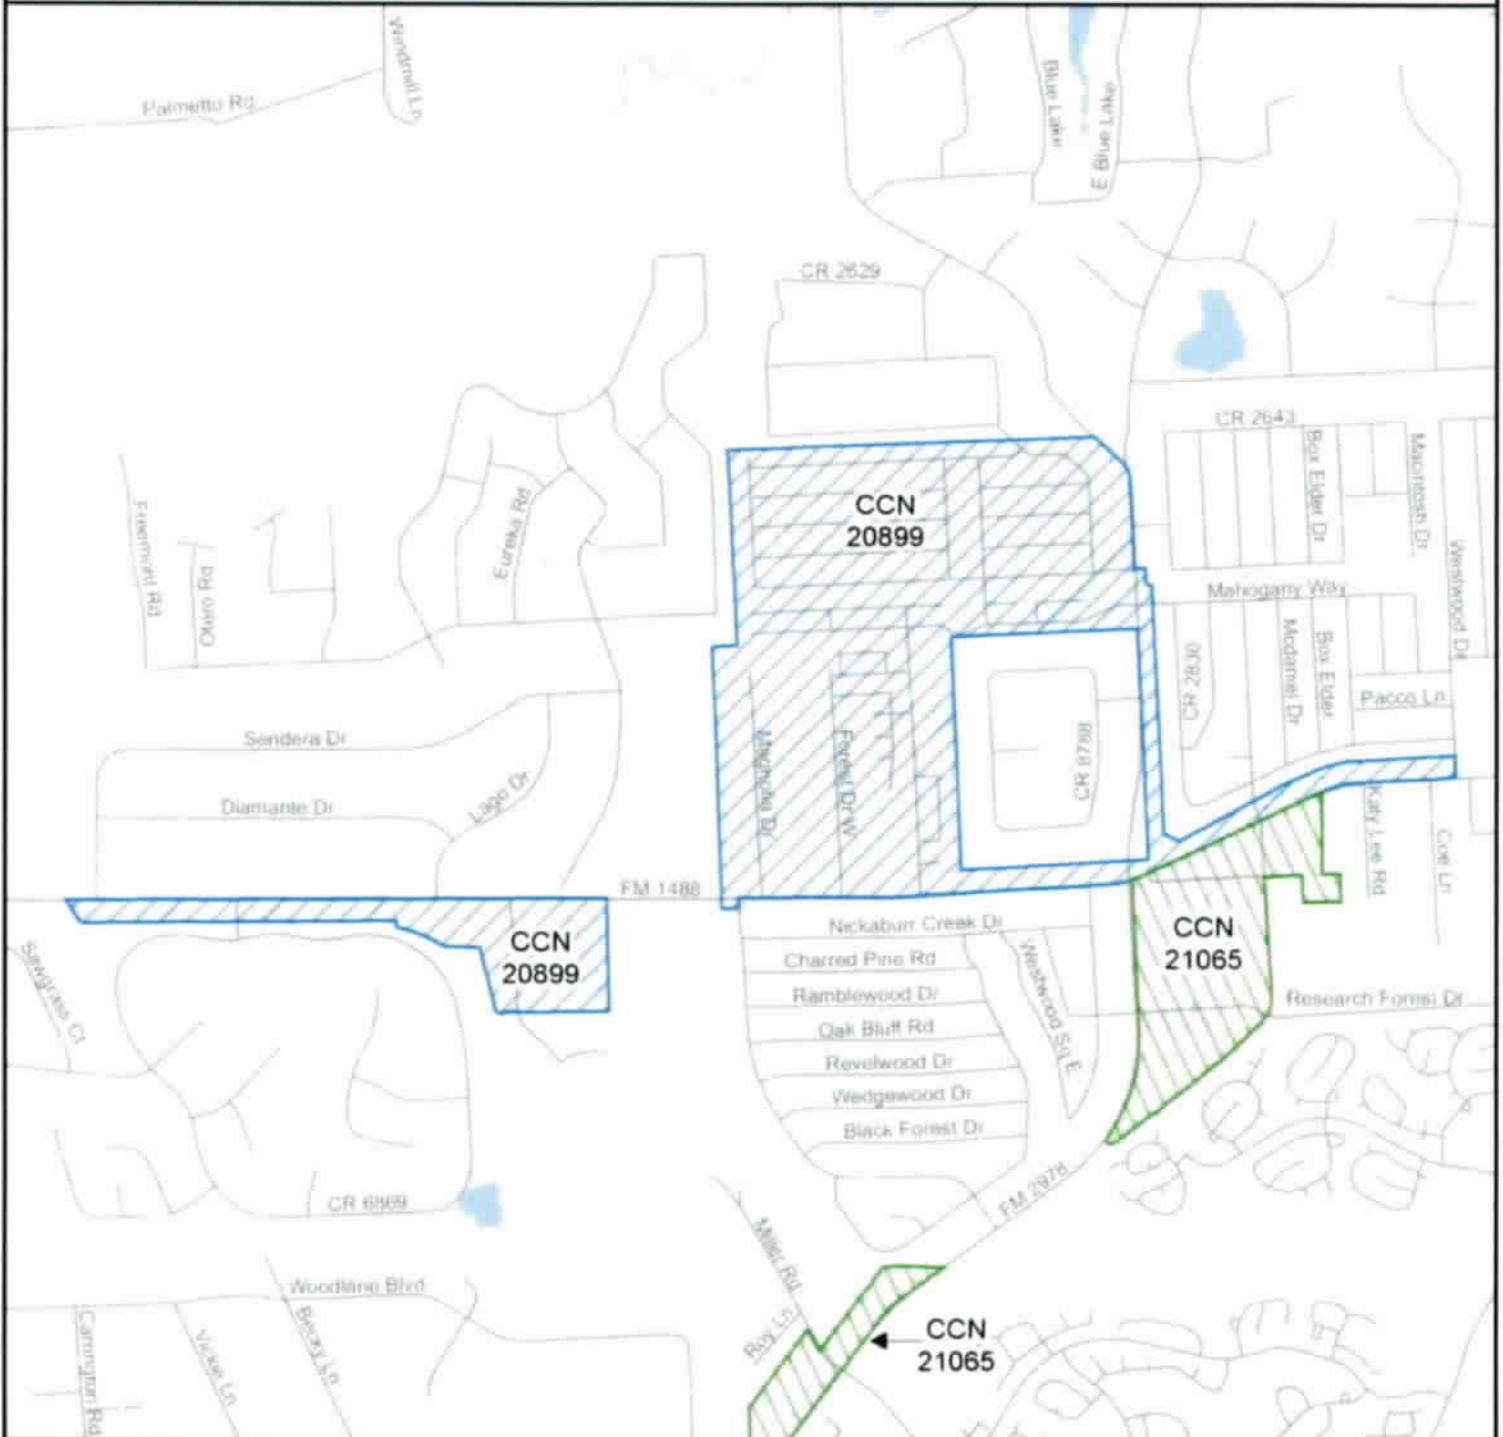 Windmill Ln
Palmetto Rd
Blue Lake
E Blue Lake
CR 2629
CR 2643
Box Elder Dr
Macintosh Dr
Westwood Dr
CCN
20899
Eureka Rd
Freemont Rd
Ouiro Rd
Mahogany Way
CR 2800
Mcdaniel Dr
Box Elder
Pacco Ln
Sendera Dr
Diamante Dr
Lago Dr
Magnolia Dr
Forest Dr W
CR 8788
Katy Lee Rd
Coe Ln
FM 1488
CCN
20899
Nickaburr Creek Dr
Charred Pine Rd
Ramblewood Dr
Oak Bluff Rd
Revelwood Dr
Wedgewood Dr
Black Forest Dr
Westwood Sq E
CCN
21065
Research Forest Dr
Sawgrass Ct
CR 6869
FM 2978
Miller Rd
Woodlane Blvd
Carrington Rd
Vickie Ln
Becky Ln
Roy Ln
CCN
21065